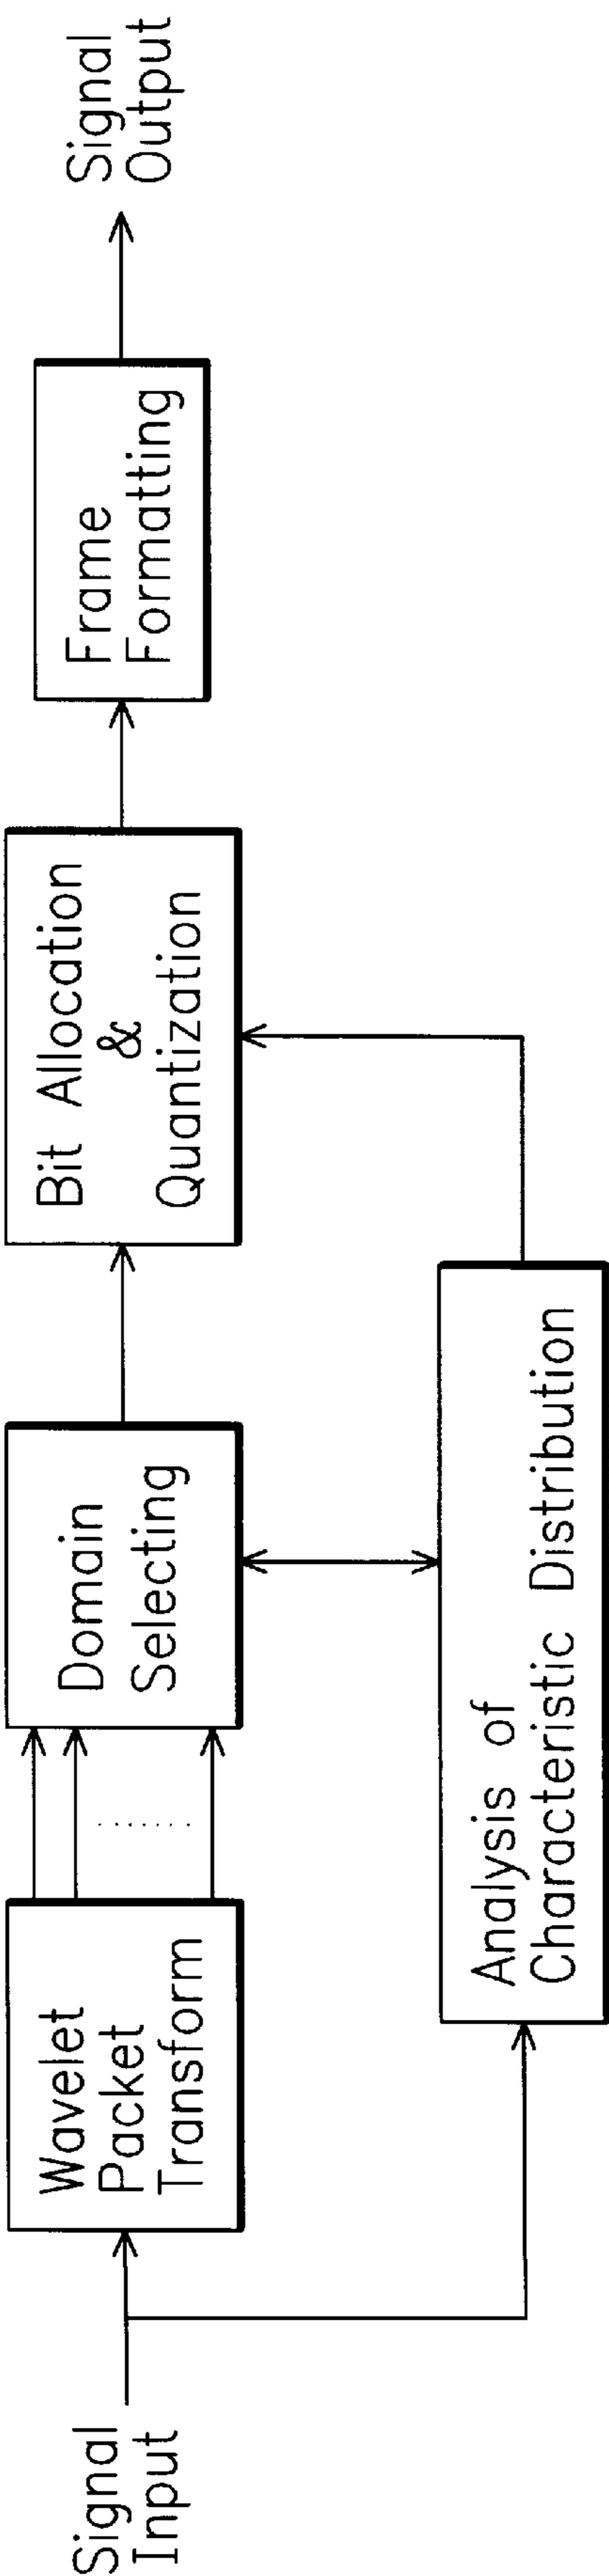 Signal
Input
Wavelet
Packet
Transform
Domain
Selecting
Bit Allocation
&
Quantization
Frame
Formatting
Signal
Output
Analysis of
Characteristic Distribution